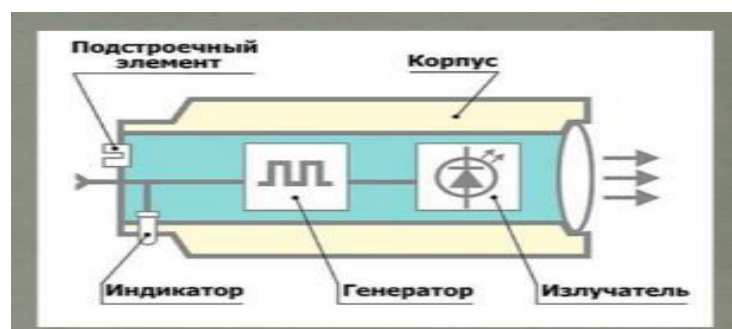 Подстроечный
элемент
Корпус
Индикатор
Генератор
Излучатель